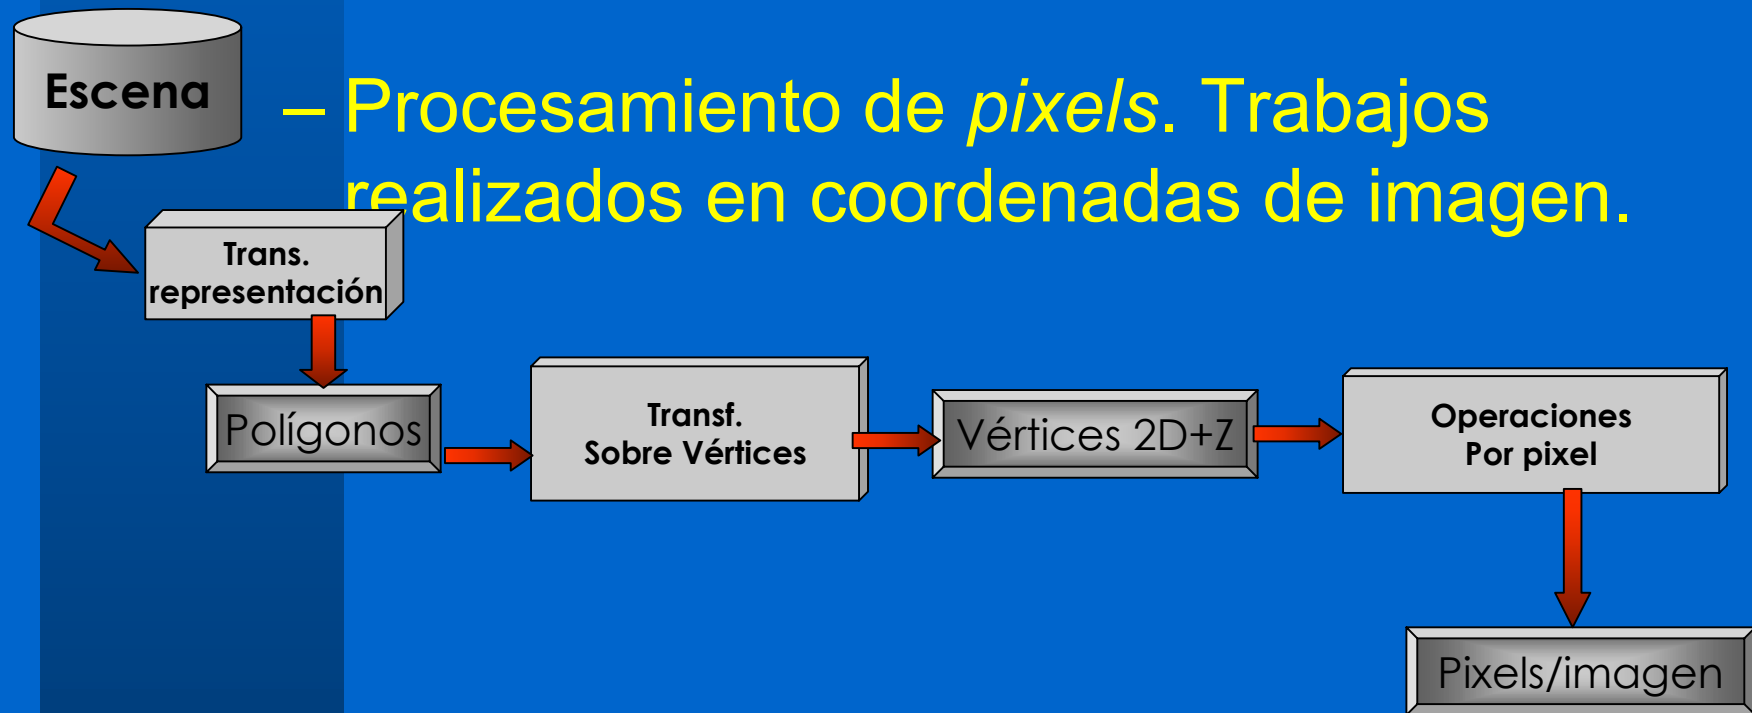 Escena
– Procesamiento de pixels. Trabajos
realizados en coordenadas de imagen.
Trans.
representación
Polígonos
Transf.
Sobre Vértices
Vértices 2D+Z
Operaciones
Por pixel
Pixels/imagen